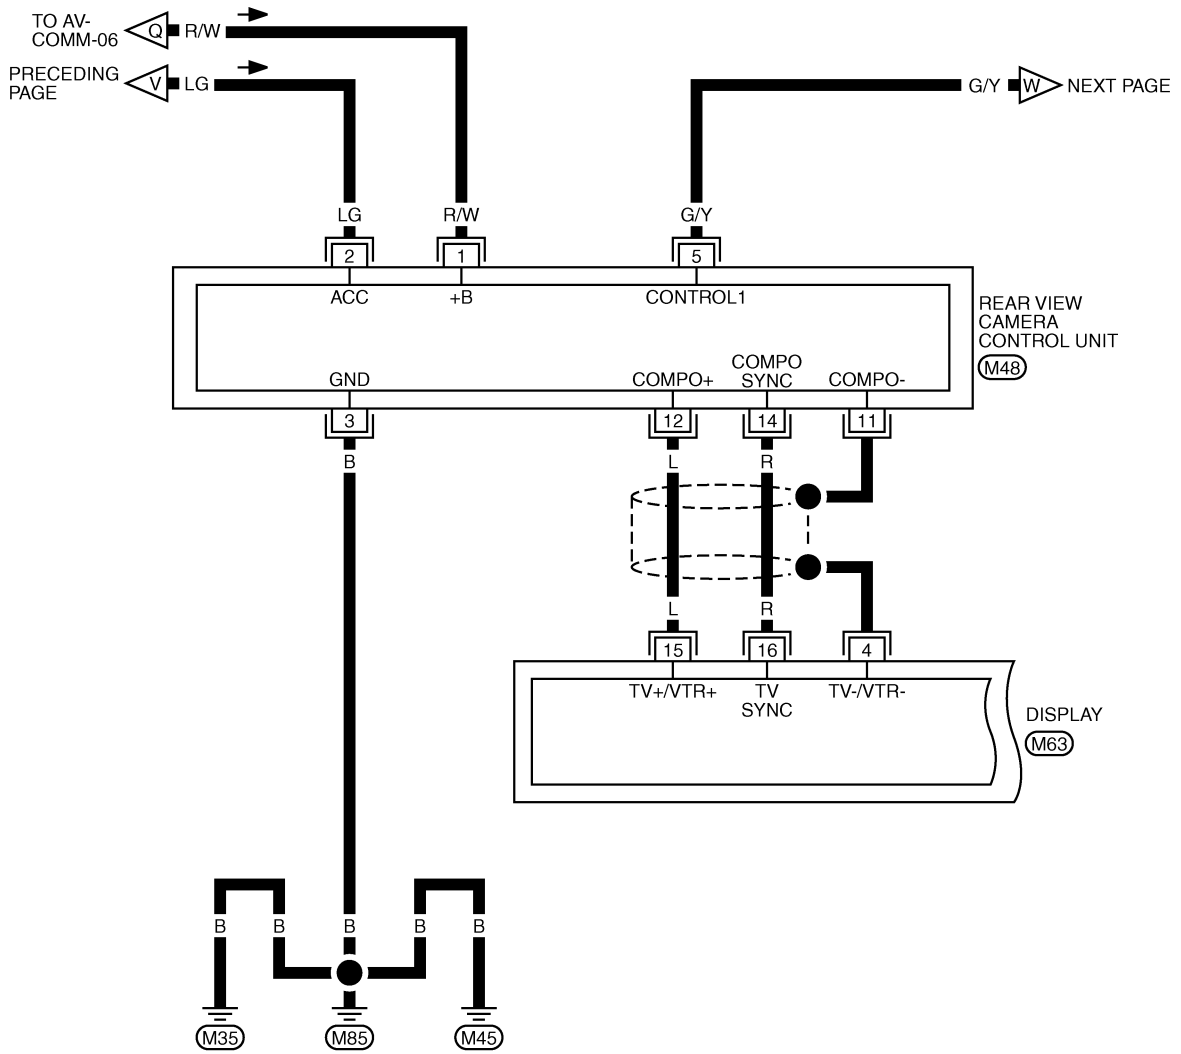 TO AV-
COMM-06
Q
R/W
PRECEDING
PAGE
V
LG
G/Y
W
NEXT PAGE
LG
R/W
G/Y
2
1
5
ACC
+B
CONTROL1
REAR VIEW
CAMERA
CONTROL UNIT
M48
GND
COMPO+
COMPO
SYNC
COMPO-
3
12
14
11
B
L
R
L
R
15
16
4
TV+/VTR+
TV
SYNC
TV-/VTR-
DISPLAY
M63
B
B
B
B
B
M35
M85
M45